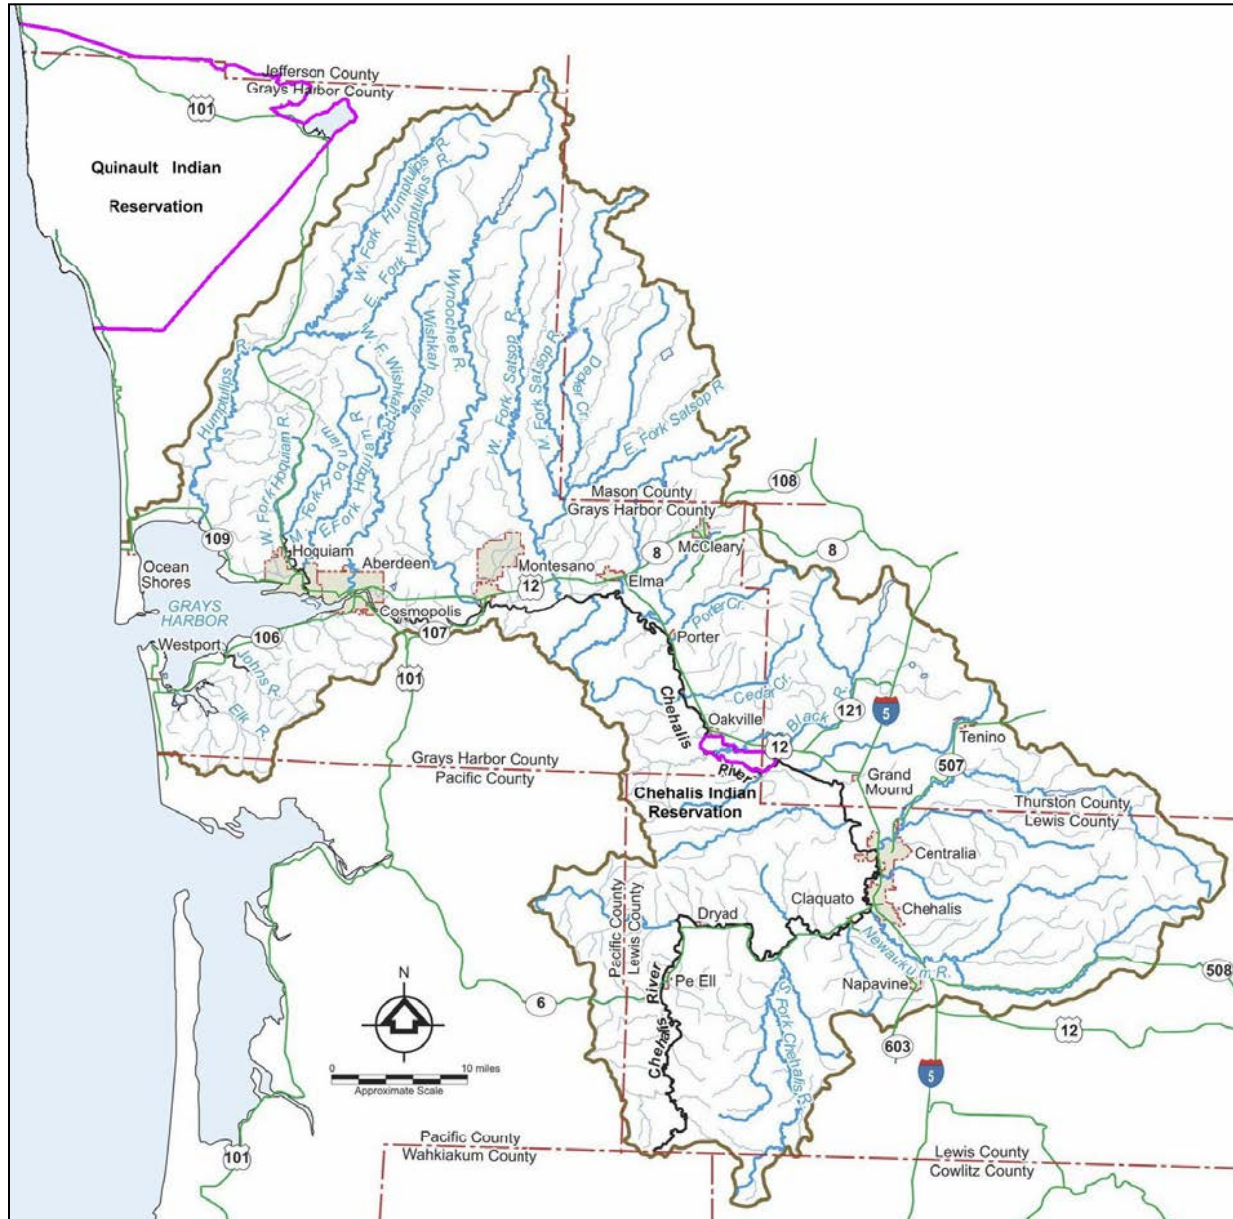 Jefferson County
Grays Harbor County
101
Quinault Indian
Reservation
W. Fork Humptulips R.
E. Fork Humptulips R.
Humptulips R.
W. F. Wishkah R.
Wishkah River
Wynoochee R.
W. Fork Satsop R.
M. Fork Satsop R.
Decker Cr.
E. Fork Satsop R
W. Fork Hoquiam R.
M. Fork Hoquiam
E. Fork Hoquiam R
Mason County
Grays Harbor County
108
109
Hoquiam
Aberdeen
Montesano
8
McCleary
8
Ocean
Shores
12
Elma
GRAYS
HARBOR
Cosmopolis
Porter Cr.
106
107
Porter
Westport
Johns R.
Elk R.
101
Chehalis
River
Cedar Cr.
Oakville
Black R.
121
5
12
Tenino
507
Grays Harbor County
Pacific County
Grand
Mound
Chehalis Indian
Reservation
Thurston County
Lewis County
Centralia
Claquato
Chehalis
Dryad
Pacific County
Lewis County
Newaukum R.
508
Pe Ell
Napavine
6
Chehalis River
S Fork Chehalis R.
N
12
603
5
0
10 miles
Approximate Scale
101
Pacific County
Wahkiakum County
Lewis County
Cowlitz County